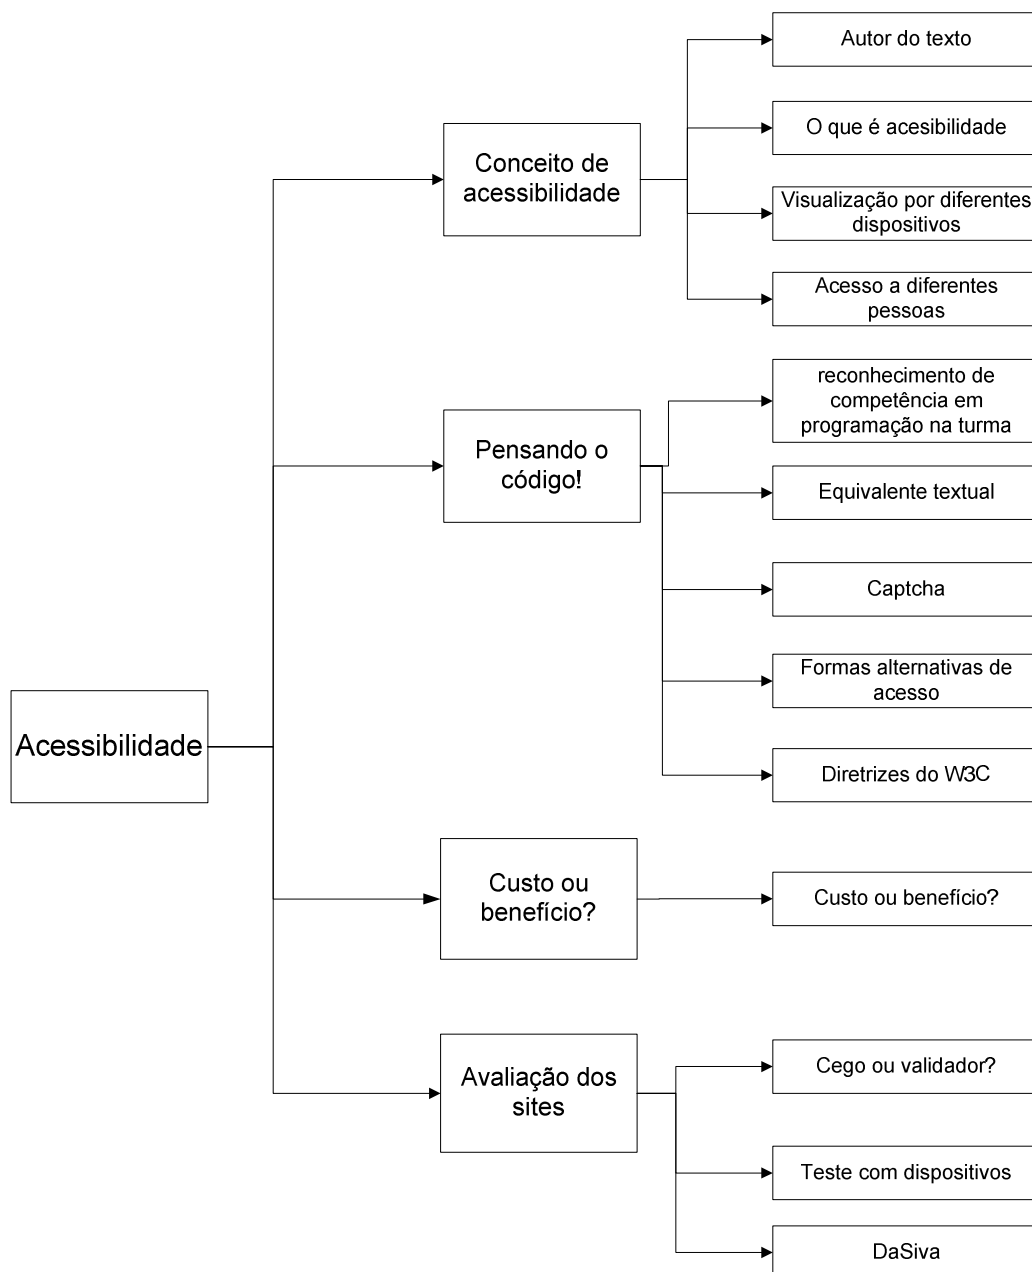 Acessibilidade
Conceito de
acessibilidade
Autor do texto
O que é acesibilidade
Visualização por diferentes
dispositivos
Acesso a diferentes
pessoas
Pensando o
código!
reconhecimento de
competência em
programação na turma
Equivalente textual
Captcha
Formas alternativas de
acesso
Diretrizes do W3C
Custo ou
benefício?
Custo ou benefício?
Avaliação dos
sites
Cego ou validador?
Teste com dispositivos
DaSiva